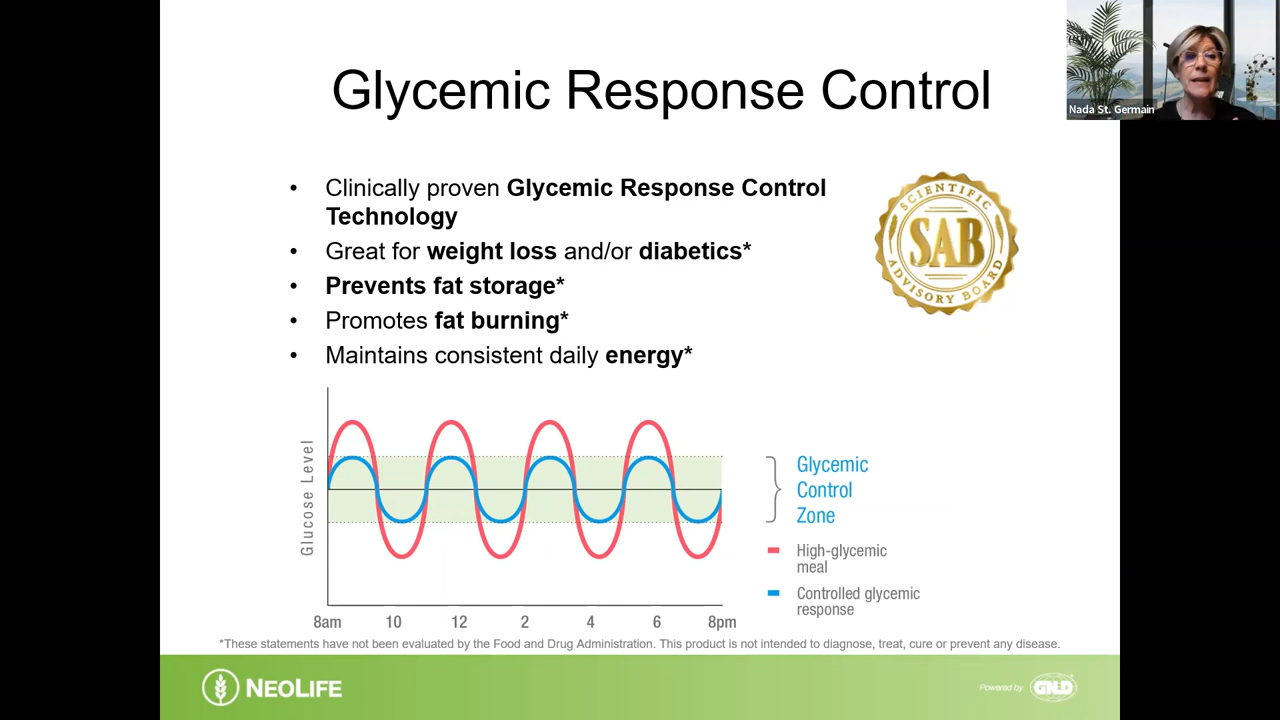 Nada St. Germain
Glycemic Response Control
• Clinically proven Glycemic Response Control
Technology
• Great for weight loss and/or diabetics*
• Prevents fat storage*
• Promotes fat burning*
• Maintains consistent daily energy*
SCIENTIFIC
SAB
ADVISORY BOARD
Glucose Level
8am 10 12 2 4 6 8pm
Glycemic
Control
Zone
High-glycemic
meal
Controlled glycemic
response
*These statements have not been evaluated by the Food and Drug Administration. This product is not intended to diagnose, treat, cure or prevent any disease.
NEOLIFE
Powered by GNLD